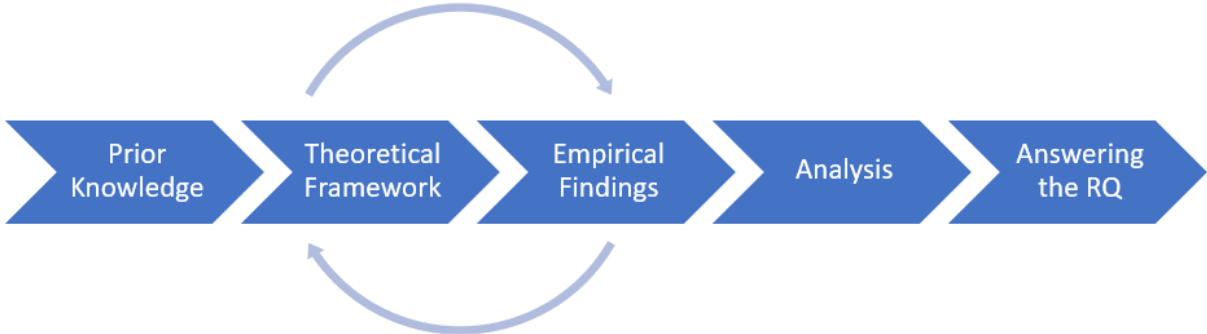 Prior
Knowledge
Theoretical
Framework
Empirical
Findings
Analysis
Answering
the RQ